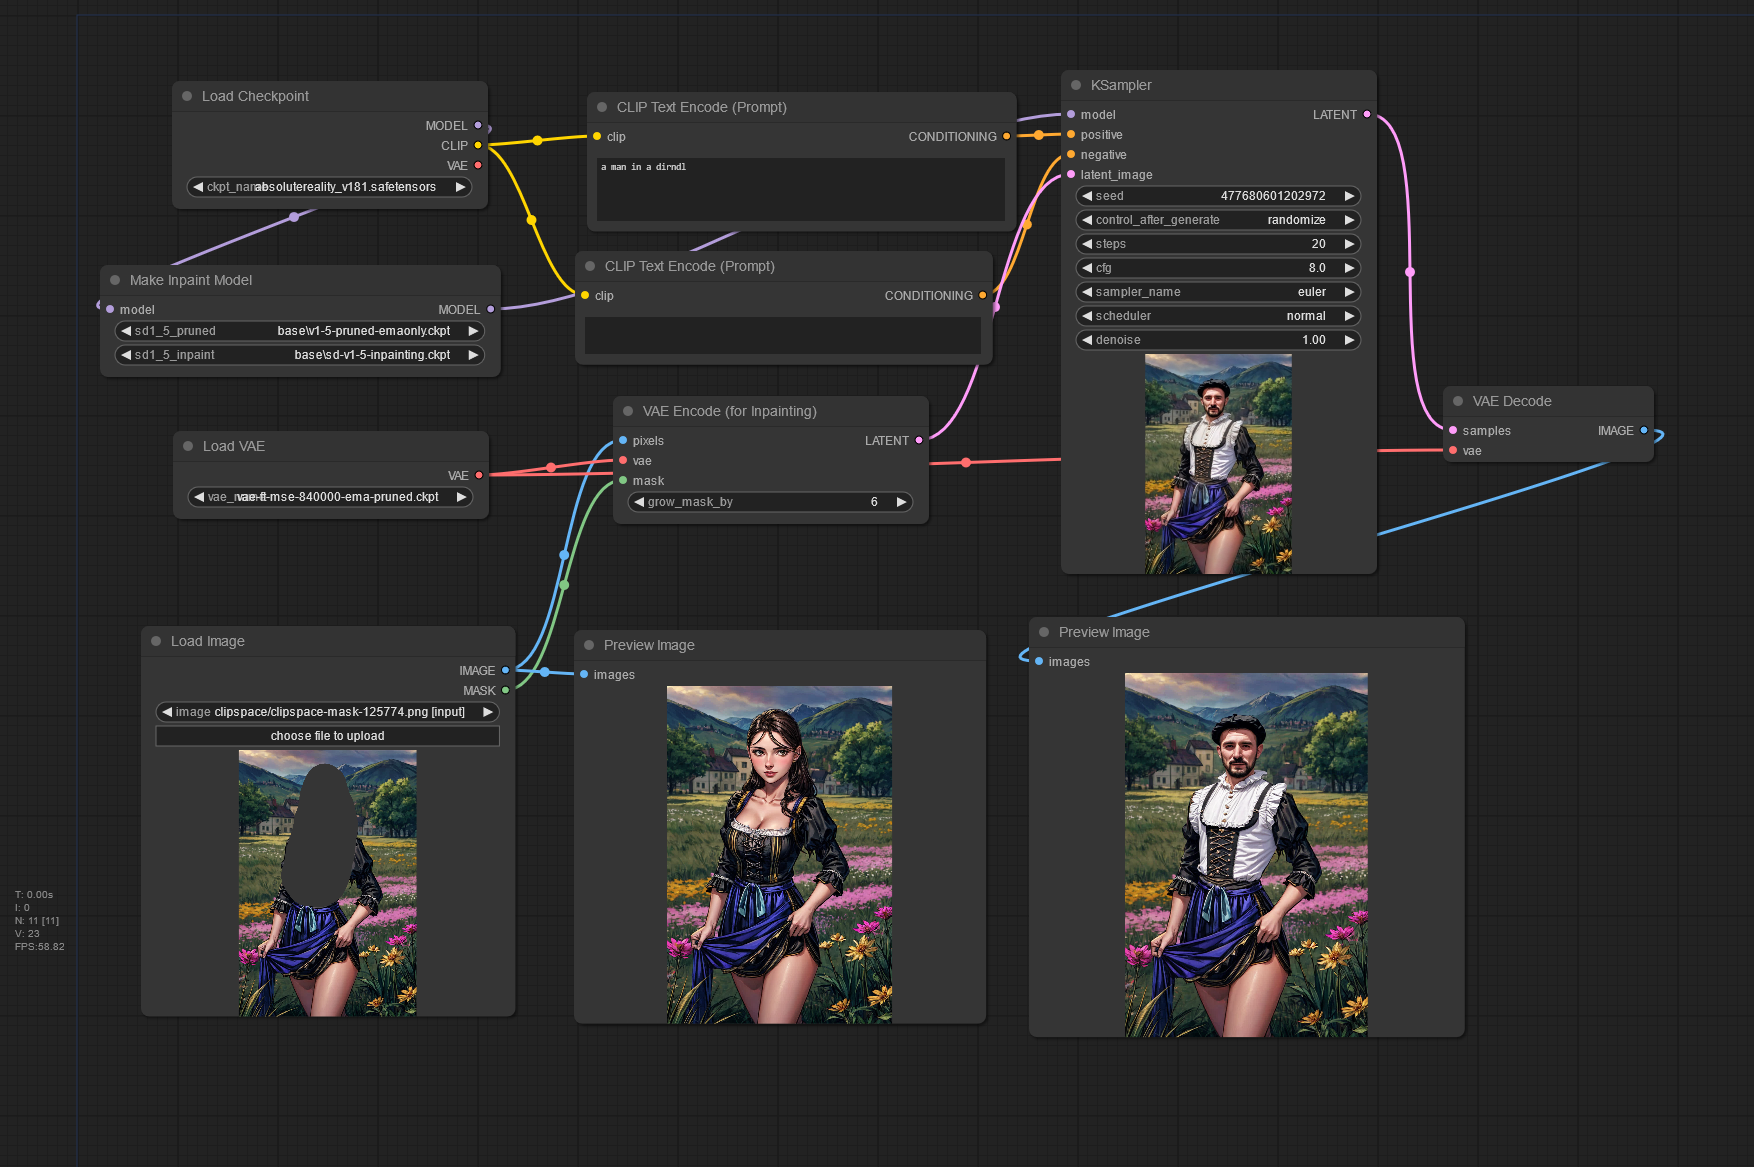 Load Checkpoint
MODEL
CLIP
VAE
ckpt_name absolutereality_v181.safetensors
Make Inpaint Model
model
MODEL
sd1_5_pruned base\v1-5-pruned-emaonly.ckpt
sd1_5_inpaint base\sd-v1-5-inpainting.ckpt
Load VAE
VAE
vae_name vae-ft-mse-840000-ema-pruned.ckpt
CLIP Text Encode (Prompt)
clip
CONDITIONING
a man in a dirndl
CLIP Text Encode (Prompt)
clip
CONDITIONING
VAE Encode (for Inpainting)
pixels
LATENT
vae
mask
grow_mask_by 6
KSampler
model
LATENT
positive
negative
latent_image
seed 477680601202972
control_after_generate randomize
steps 20
cfg 8.0
sampler_name euler
scheduler normal
denoise 1.00
VAE Decode
samples
IMAGE
vae
Load Image
IMAGE
MASK
image clipspace/clipspace-mask-125774.png [input]
choose file to upload
Preview Image
images
Preview Image
images
T: 0.00s
I: 0
N: 11 [11]
V: 23
FPS:58.82